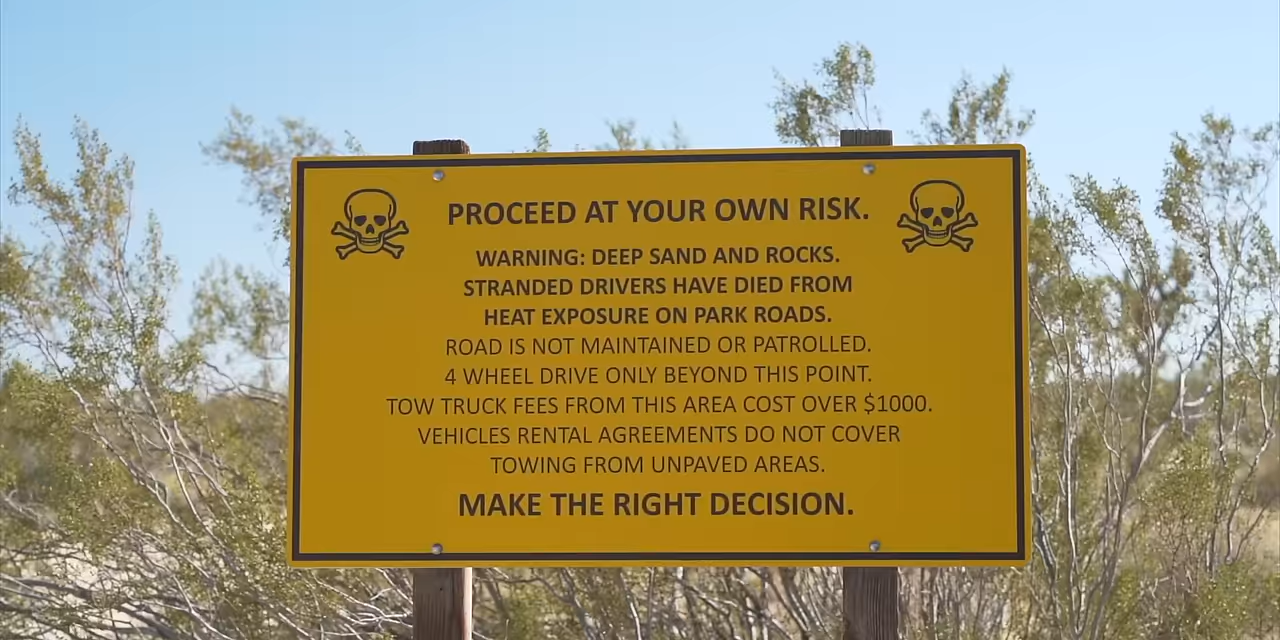 PROCEED AT YOUR OWN RISK.
WARNING: DEEP SAND AND ROCKS.
STRANDED DRIVERS HAVE DIED FROM
HEAT EXPOSURE ON PARK ROADS.
ROAD IS NOT MAINTAINED OR PATROLLED.
4 WHEEL DRIVE ONLY BEYOND THIS POINT.
TOW TRUCK FEES FROM THIS AREA COST OVER $1000.
VEHICLES RENTAL AGREEMENTS DO NOT COVER
TOWING FROM UNPAVED AREAS.
MAKE THE RIGHT DECISION.